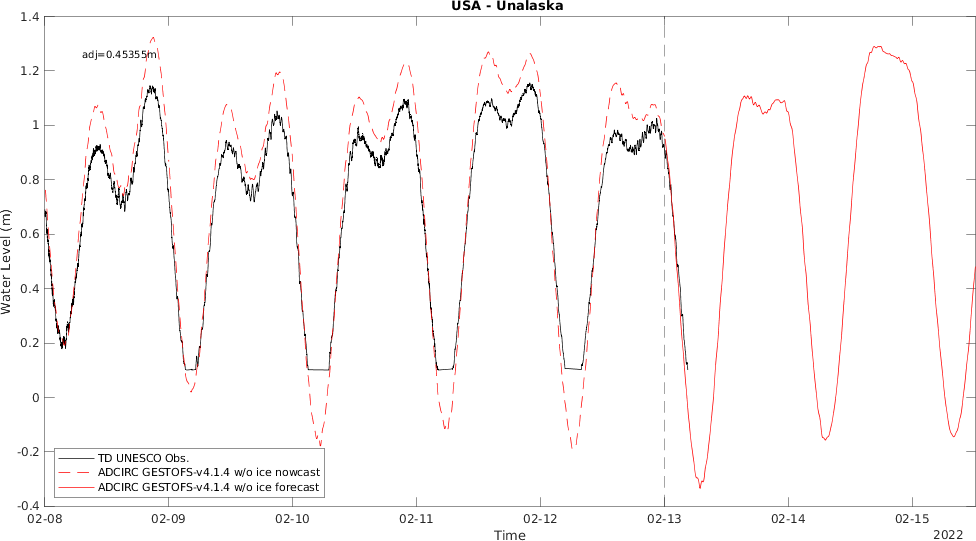 USA - Unalaska
adj=0.45355m
Water Level (m)
1.4
1.2
1
0.8
0.6
0.4
0.2
0
-0.2
-0.4
TD UNESCO Obs.
ADCIRC GESTOFS-v4.1.4 w/o ice nowcast
ADCIRC GESTOFS-v4.1.4 w/o ice forecast
02-08 02-09 02-10 02-11 02-12 02-13 02-14 02-15
Time
2022